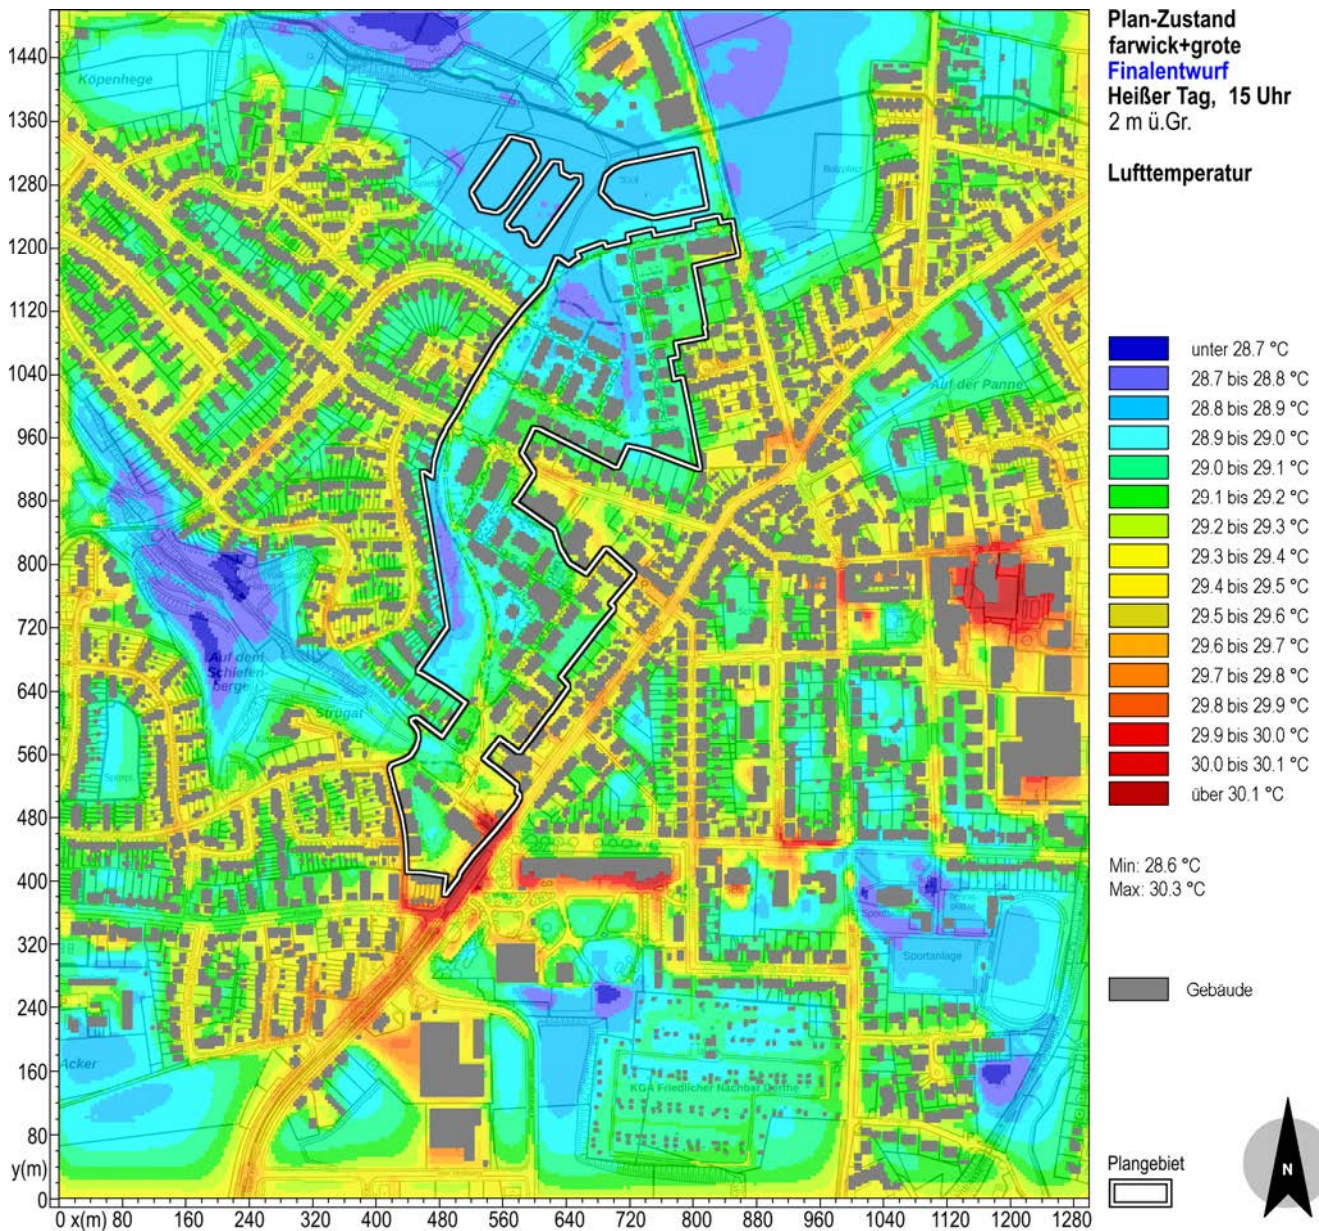 Plan-Zustand
farwick+grote
Finalentwurf
Heißer Tag, 15 Uhr
2 m ü.Gr.
Lufttemperatur
unter 28.7 °C
28.7 bis 28.8 °C
28.8 bis 28.9 °C
28.9 bis 29.0 °C
29.0 bis 29.1 °C
29.1 bis 29.2 °C
29.2 bis 29.3 °C
29.3 bis 29.4 °C
29.4 bis 29.5 °C
29.5 bis 29.6 °C
29.6 bis 29.7 °C
29.7 bis 29.8 °C
29.8 bis 29.9 °C
29.9 bis 30.0 °C
30.0 bis 30.1 °C
über 30.1 °C
Min: 28.6 °C
Max: 30.3 °C
Gebäude
Plangebiet
N
1440
1360
1280
1200
1120
1040
960
880
800
720
640
560
480
400
320
240
160
80
y(m)
0
0 x(m) 80 160 240 320 400 480 560 640 720 800 880 960 1040 1120 1200 1280
Köpenhege
Bolzplatz
Auf der Panne
Auf dem
Schiefen-
berge
Strügat
Sportanlage
Acker
KGA Friedlicher Nachbar Gerthe